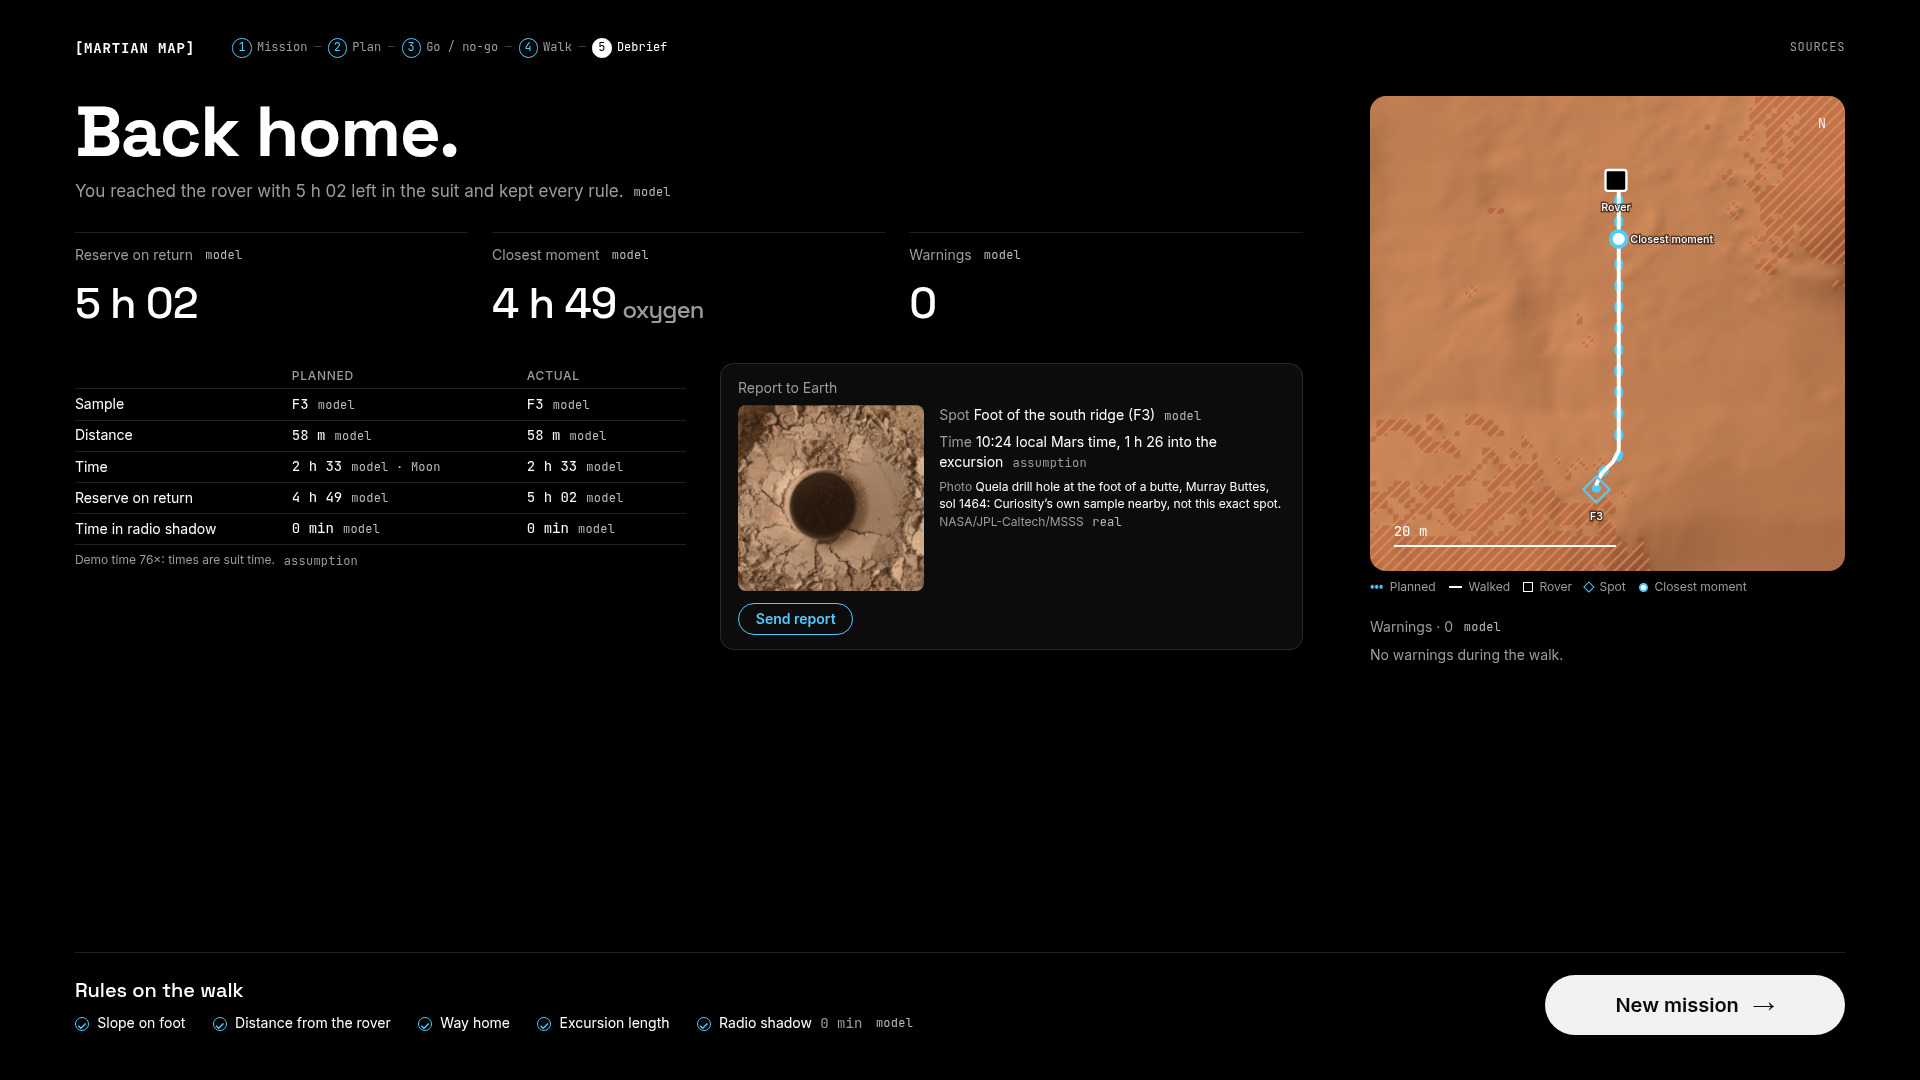 [MARTIAN MAP] 1 Mission — 2 Plan — 3 Go / no-go — 4 Walk — 5 Debrief SOURCES
Back home.
You reached the rover with 5 h 02 left in the suit and kept every rule. model
Reserve on return model
5 h 02
Closest moment model
4 h 49 oxygen
Warnings model
0
PLANNED ACTUAL
Sample F3 model F3 model
Distance 58 m model 58 m model
Time 2 h 33 model · Moon 2 h 33 model
Reserve on return 4 h 49 model 5 h 02 model
Time in radio shadow 0 min model 0 min model
Demo time 76×: times are suit time. assumption
Report to Earth
Spot Foot of the south ridge (F3) model
Time 10:24 local Mars time, 1 h 26 into the
excursion assumption
Photo Quela drill hole at the foot of a butte, Murray Buttes,
sol 1464: Curiosity’s own sample nearby, not this exact spot.
NASA/JPL-Caltech/MSSS real
Send report
N
Rover
Closest moment
F3
20 m
Planned Walked Rover Spot Closest moment
Warnings · 0 model
No warnings during the walk.
Rules on the walk
Slope on foot Distance from the rover Way home Excursion length Radio shadow 0 min model
New mission →